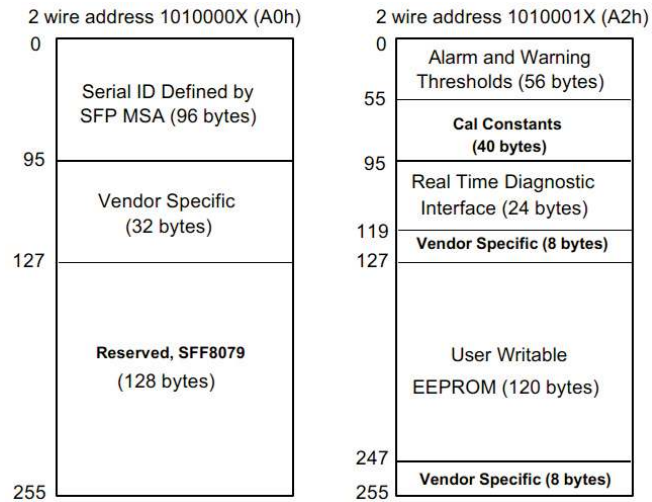 2 wire address 1010000X (A0h)
0
Serial ID Defined by
SFP MSA (96 bytes)
95
Vendor Specific
(32 bytes)
127
Reserved, SFF8079
(128 bytes)
255
2 wire address 1010001X (A2h)
0
Alarm and Warning
Thresholds (56 bytes)
55
Cal Constants
(40 bytes)
95
Real Time Diagnostic
Interface (24 bytes)
119
Vendor Specific (8 bytes)
127
User Writable
EEPROM (120 bytes)
247
Vendor Specific (8 bytes)
255